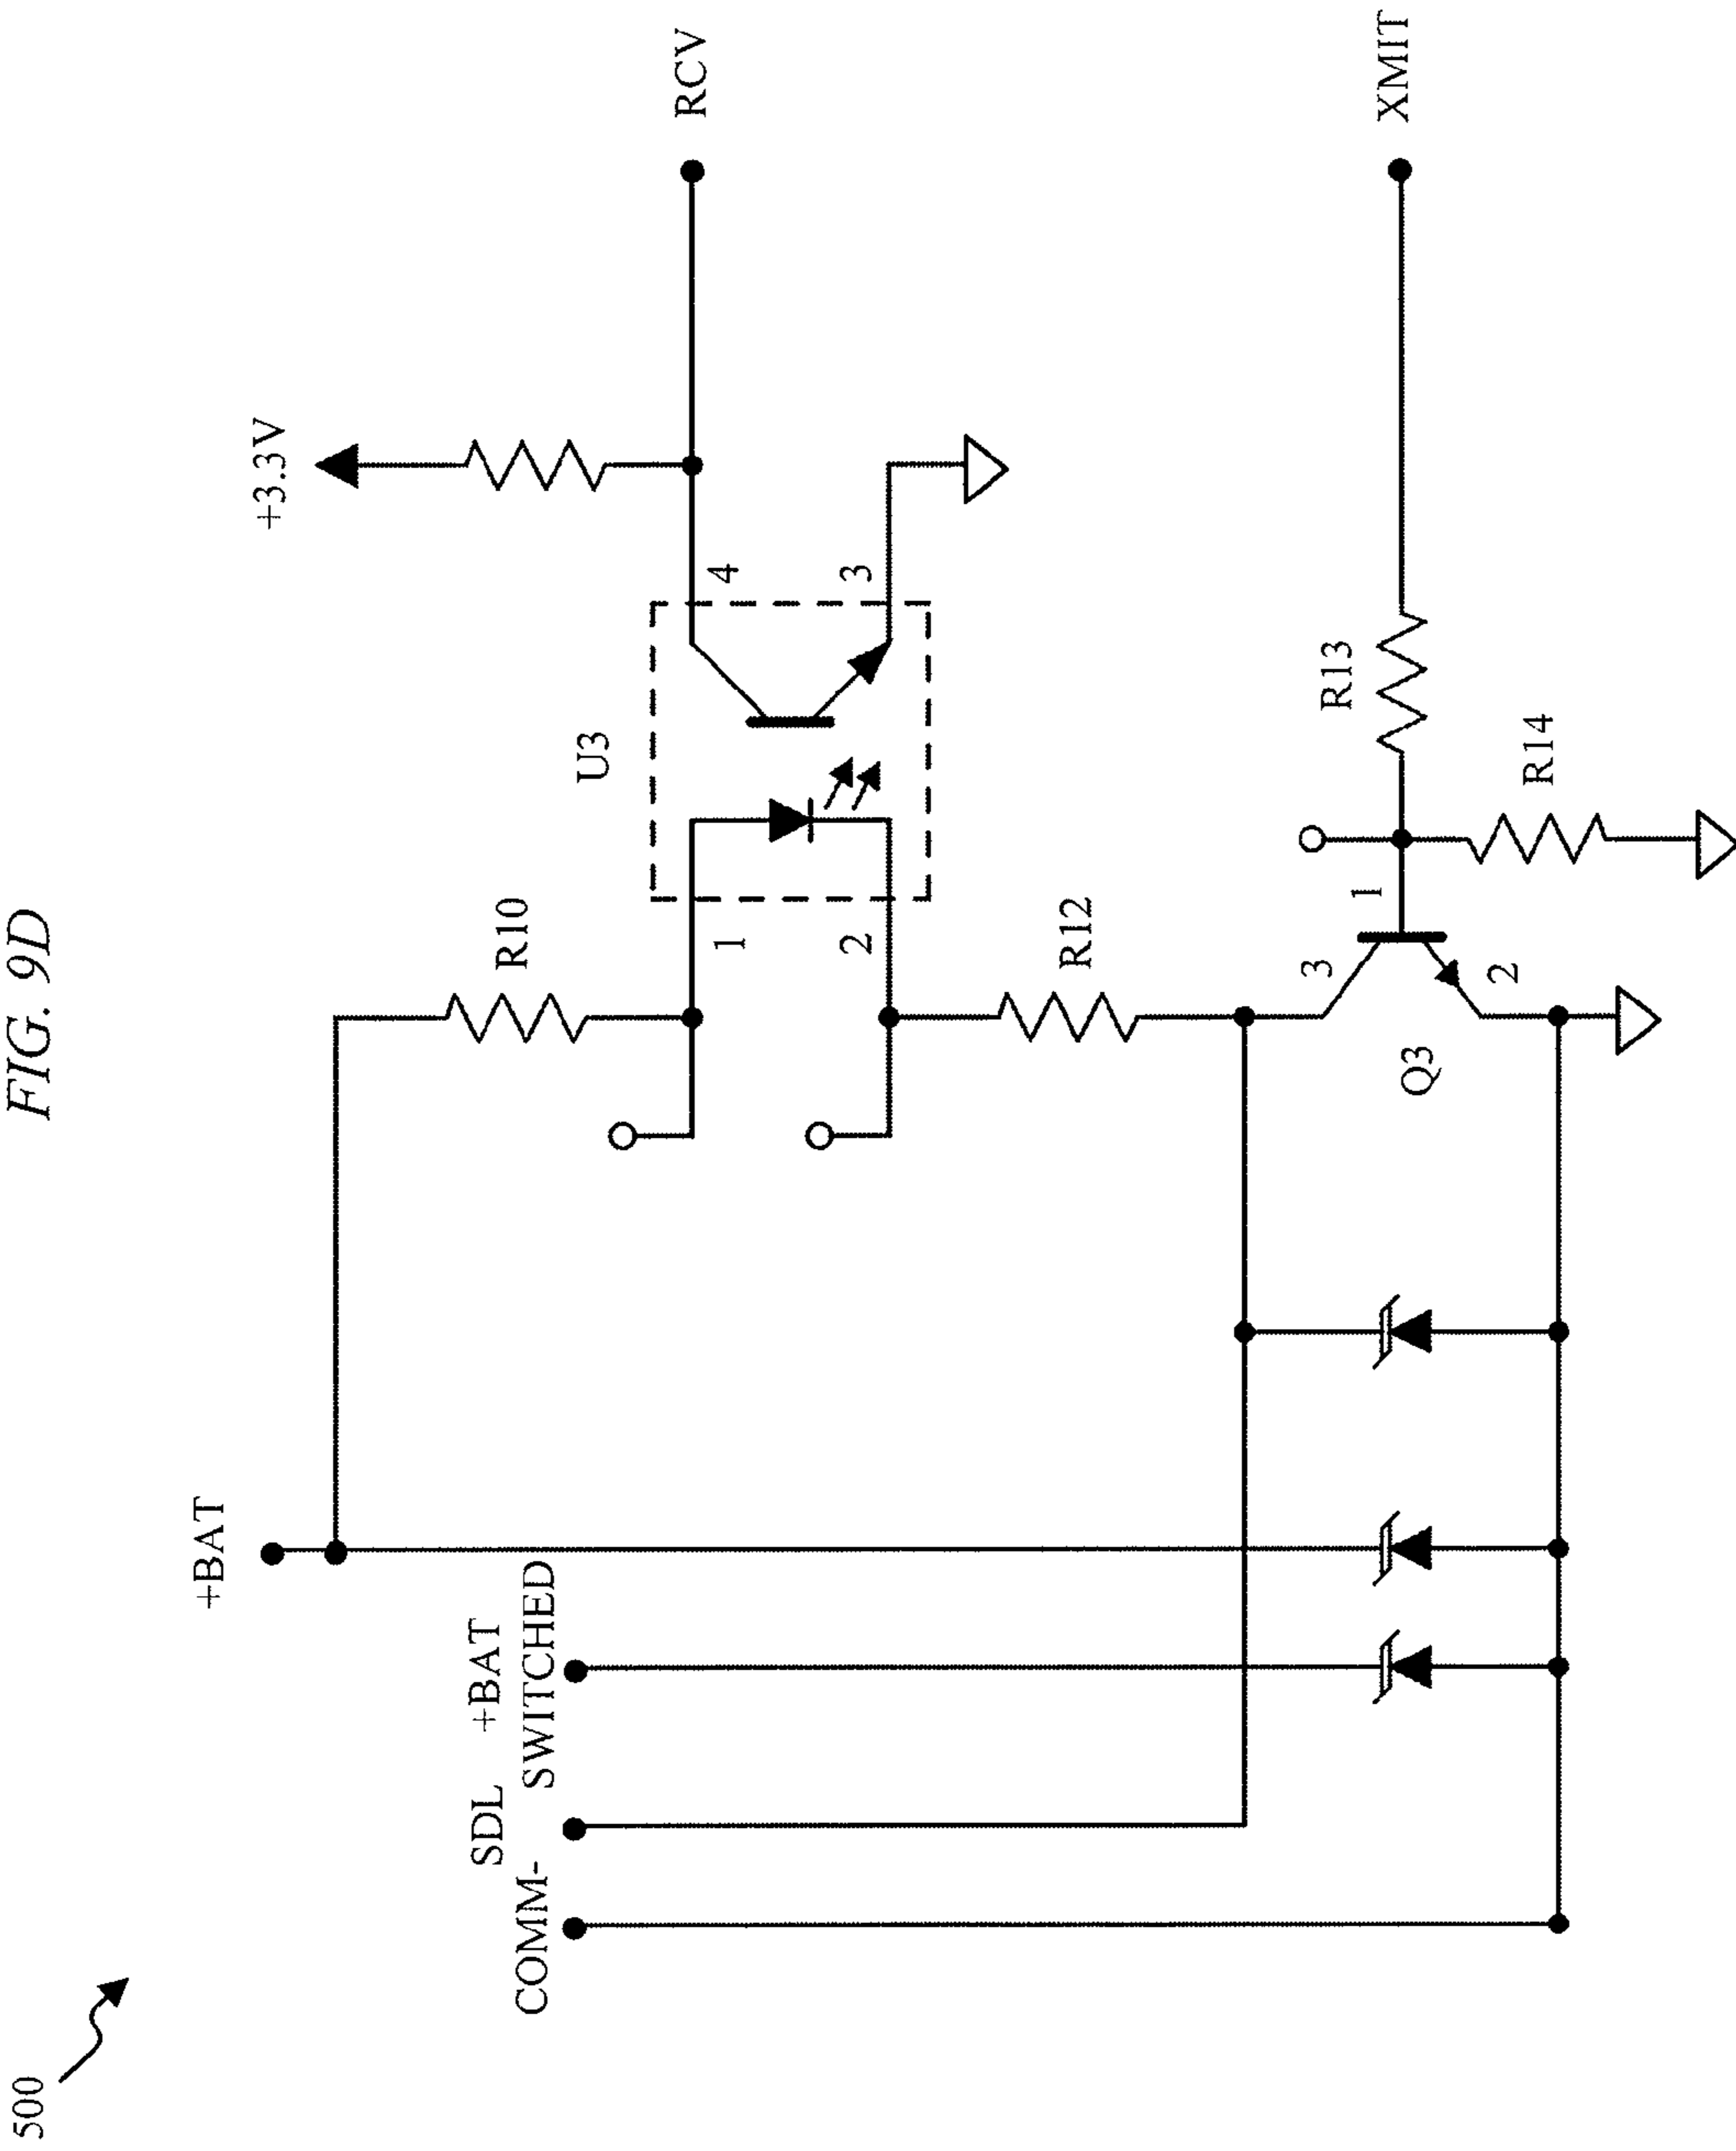 500
FIG. 9D
+BAT
COMM-
SDL
+BAT
SWITCHED
+3.3V
RCV
R10
U3
1
2
4
3
R12
XMIT
R13
R14
1
3
2
Q3